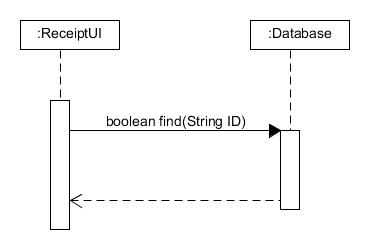 :ReceiptUI
:Database
boolean find(String ID)